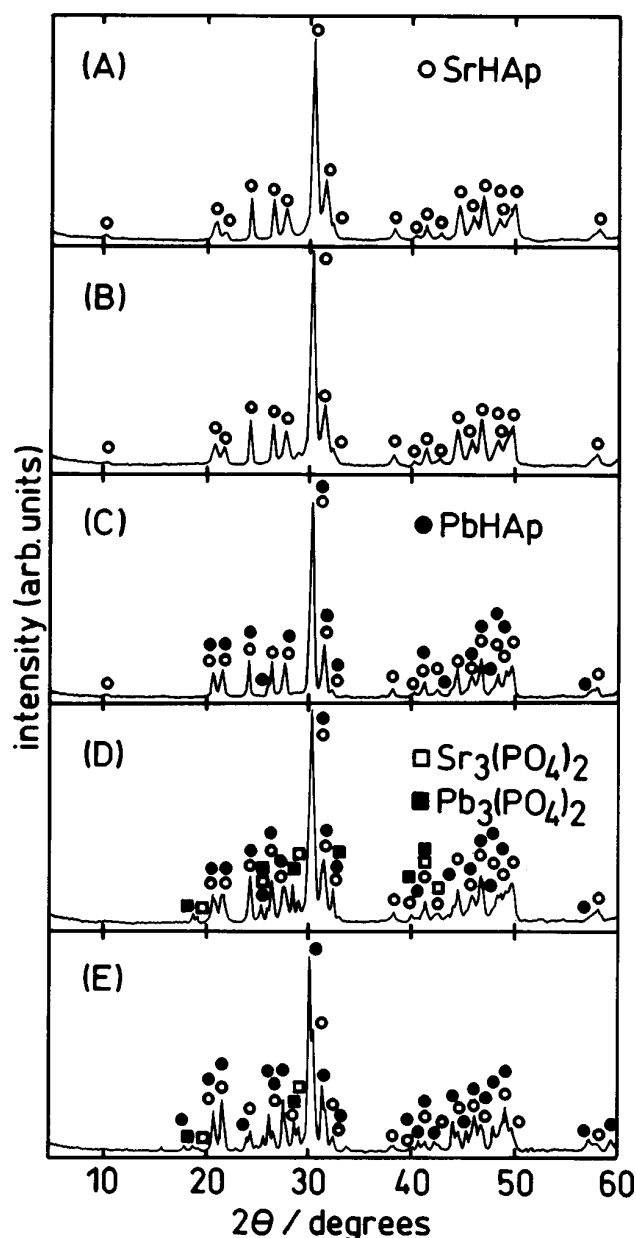 (A)
SrHAp
(B)
(C)
PbHAp
(D)
Sr3(PO4)2
Pb3(PO4)2
(E)
intensity (arb. units)
10 20 30 40 50 60
2θ / degrees